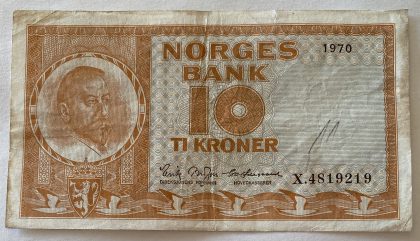 NORGES
1970
BANK
10
TI KRONER
X.4819219